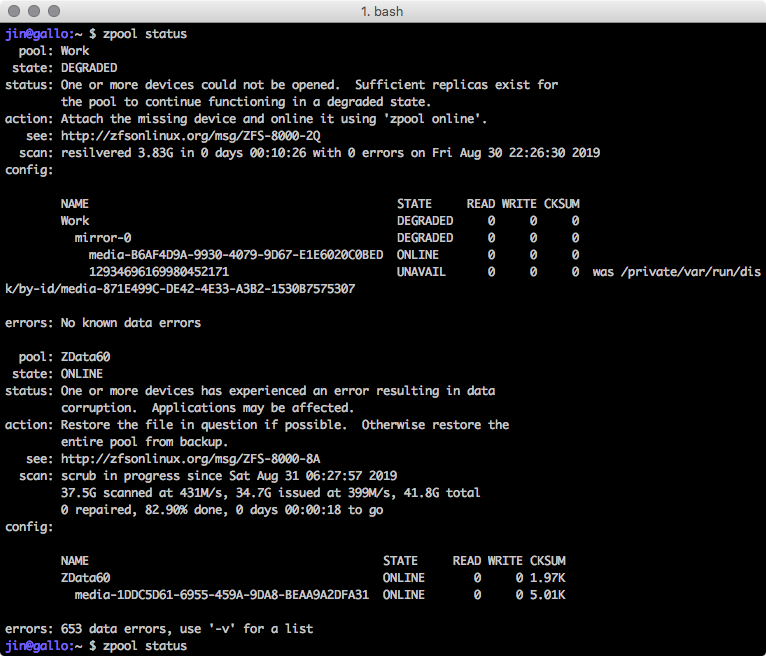 1. bash
jin@gallo:~ $ zpool status
  pool: Work
 state: DEGRADED
status: One or more devices could not be opened.  Sufficient replicas exist for
        the pool to continue functioning in a degraded state.
action: Attach the missing device and online it using 'zpool online'.
   see: http://zfsonlinux.org/msg/ZFS-8000-2Q
  scan: resilvered 3.83G in 0 days 00:10:26 with 0 errors on Fri Aug 30 22:26:30 2019
config:

        NAME                                            STATE     READ WRITE CKSUM
        Work                                            DEGRADED     0     0     0
          mirror-0                                      DEGRADED     0     0     0
            media-B6AF4D9A-9930-4079-9D67-E1E6020C0BED  ONLINE       0     0     0
            12934696169980452171                        UNAVAIL      0     0     0  was /private/var/run/dis
k/by-id/media-871E499C-DE42-4E33-A3B2-1530B7575307

errors: No known data errors

  pool: ZData60
 state: ONLINE
status: One or more devices has experienced an error resulting in data
        corruption.  Applications may be affected.
action: Restore the file in question if possible.  Otherwise restore the
        entire pool from backup.
   see: http://zfsonlinux.org/msg/ZFS-8000-8A
  scan: scrub in progress since Sat Aug 31 06:27:57 2019
        37.5G scanned at 431M/s, 34.7G issued at 399M/s, 41.8G total
        0 repaired, 82.90% done, 0 days 00:00:18 to go
config:

        NAME                                          STATE     READ WRITE CKSUM
        ZData60                                       ONLINE       0     0 1.97K
          media-1DDC5D61-6955-459A-9DA8-BEAA9A2DFA31  ONLINE       0     0 5.01K

errors: 653 data errors, use '-v' for a list
jin@gallo:~ $ zpool status